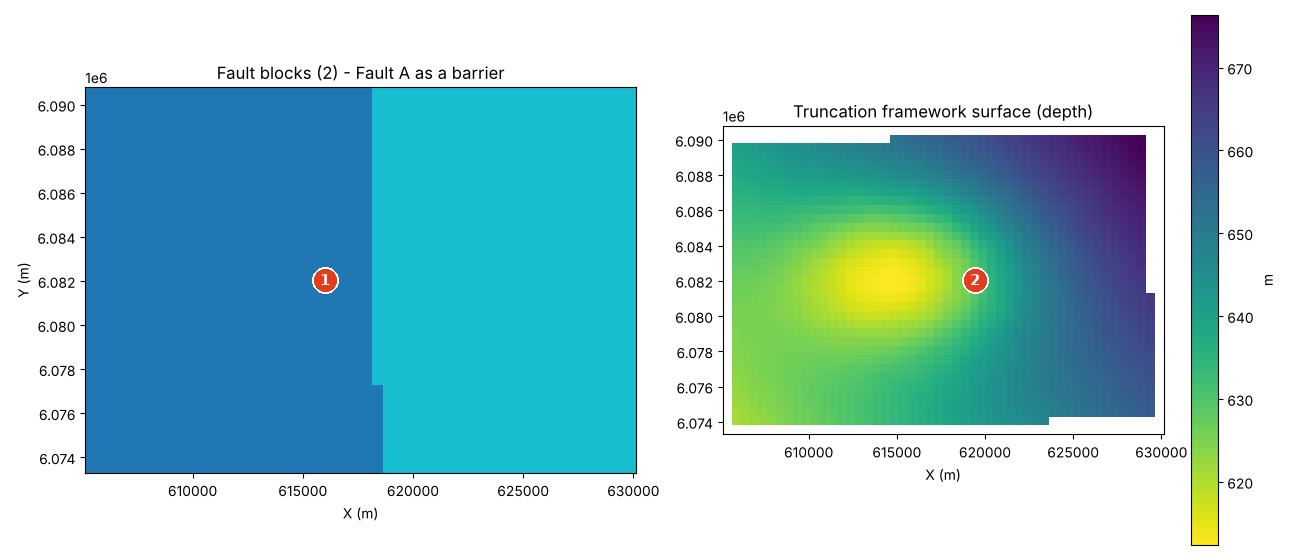 Fault blocks (2) - Fault A as a barrier
1e6
6.090
6.088
6.086
6.084
6.082
6.080
6.078
6.076
6.074
Y (m)
1
610000 615000 620000 625000 630000
X (m)
Truncation framework surface (depth)
1e6
6.090
6.088
6.086
6.084
6.082
6.080
6.078
6.076
6.074
2
610000 615000 620000 625000 630000
X (m)
670
660
650
640
630
620
m